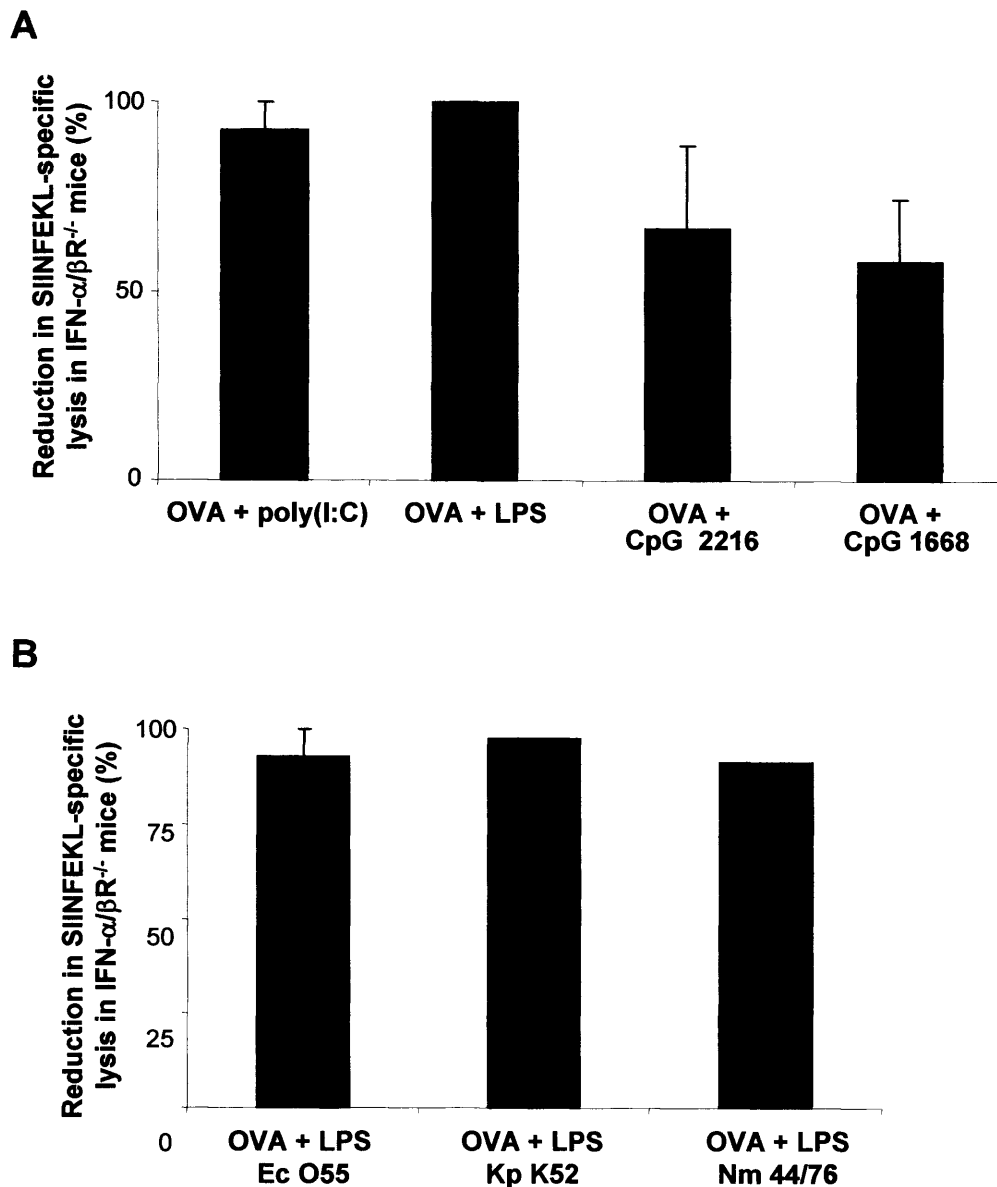 A
Reduction in SIINFEKL-specific
lysis in IFN-α/βR-/- mice (%)
100
50
0
OVA + poly(I:C)
OVA + LPS
OVA +
CpG 2216
OVA +
CpG 1668
B
Reduction in SIINFEKL-specific
lysis in IFN-α/βR-/- mice (%)
100
75
50
25
0
OVA + LPS
Ec O55
OVA + LPS
Kp K52
OVA + LPS
Nm 44/76